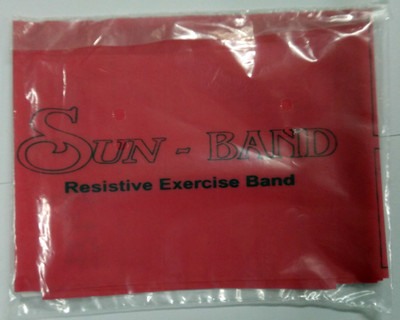 SUN - BAND
Resistive Exercise Band